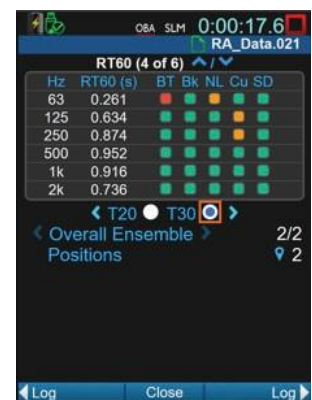 OBA SLM 0:00:17.6
RA_Data.021
RT60 (4 of 6) /
Hz RT60 (s) BT Bk NL Cu SD
63 0.261
125 0.634
250 0.874
500 0.952
1k 0.916
2k 0.736
T20 T30
Overall Ensemble 2/2
Positions 2
Log Close Log